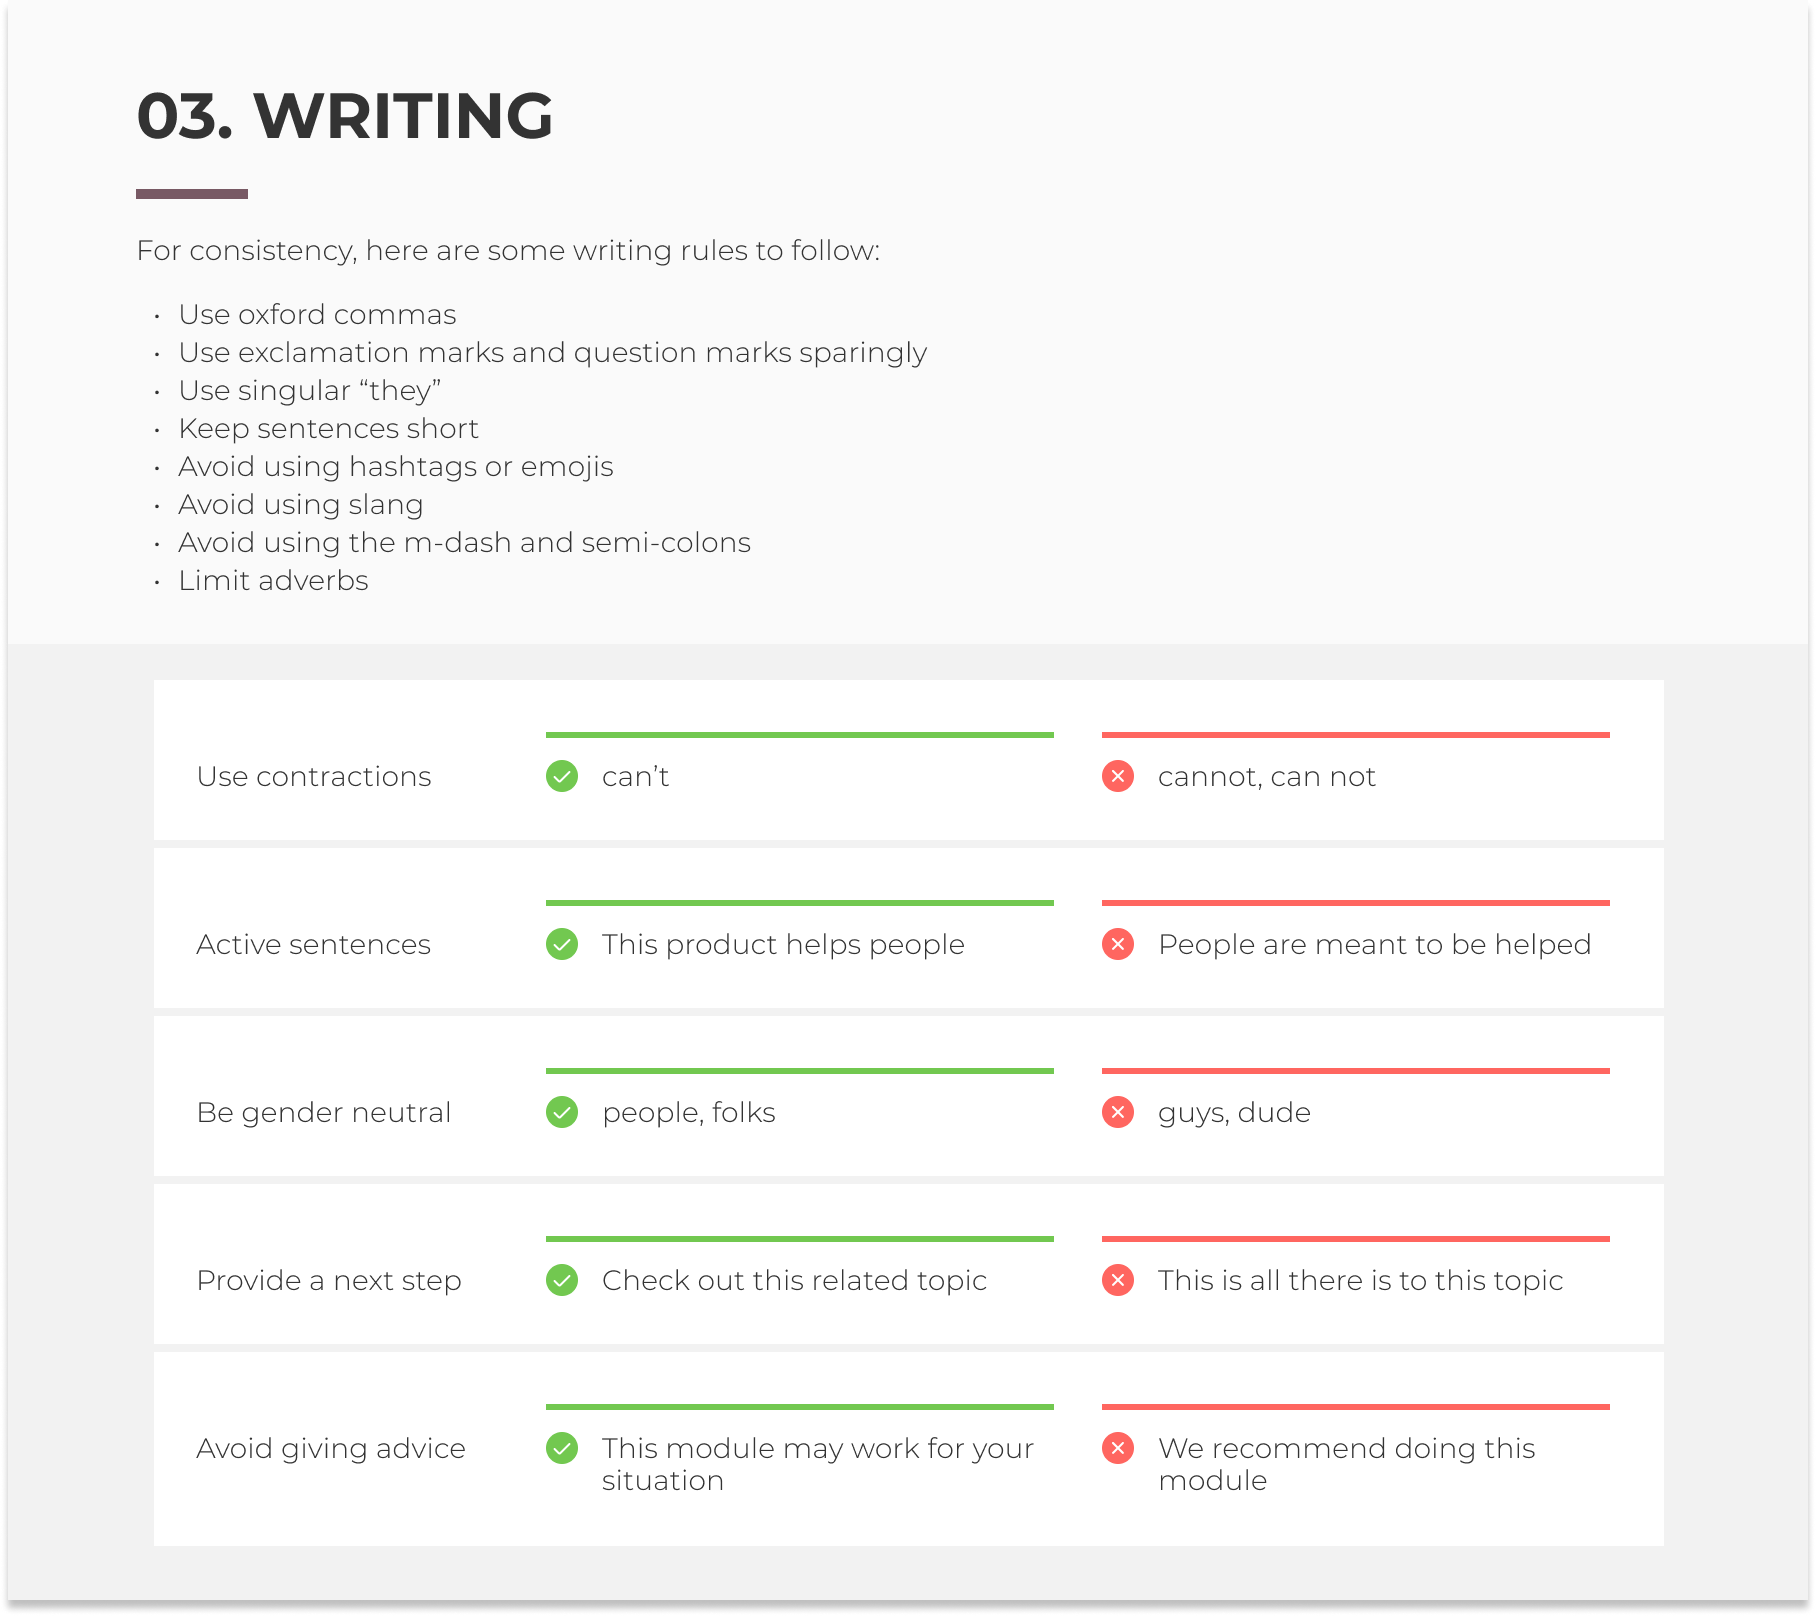 03. WRITING
For consistency, here are some writing rules to follow:
• Use oxford commas
• Use exclamation marks and question marks sparingly
• Use singular “they”
• Keep sentences short
• Avoid using hashtags or emojis
• Avoid using slang
• Avoid using the m-dash and semi-colons
• Limit adverbs
Use contractions
can’t
cannot, can not
Active sentences
This product helps people
People are meant to be helped
Be gender neutral
people, folks
guys, dude
Provide a next step
Check out this related topic
This is all there is to this topic
Avoid giving advice
This module may work for your
situation
We recommend doing this
module